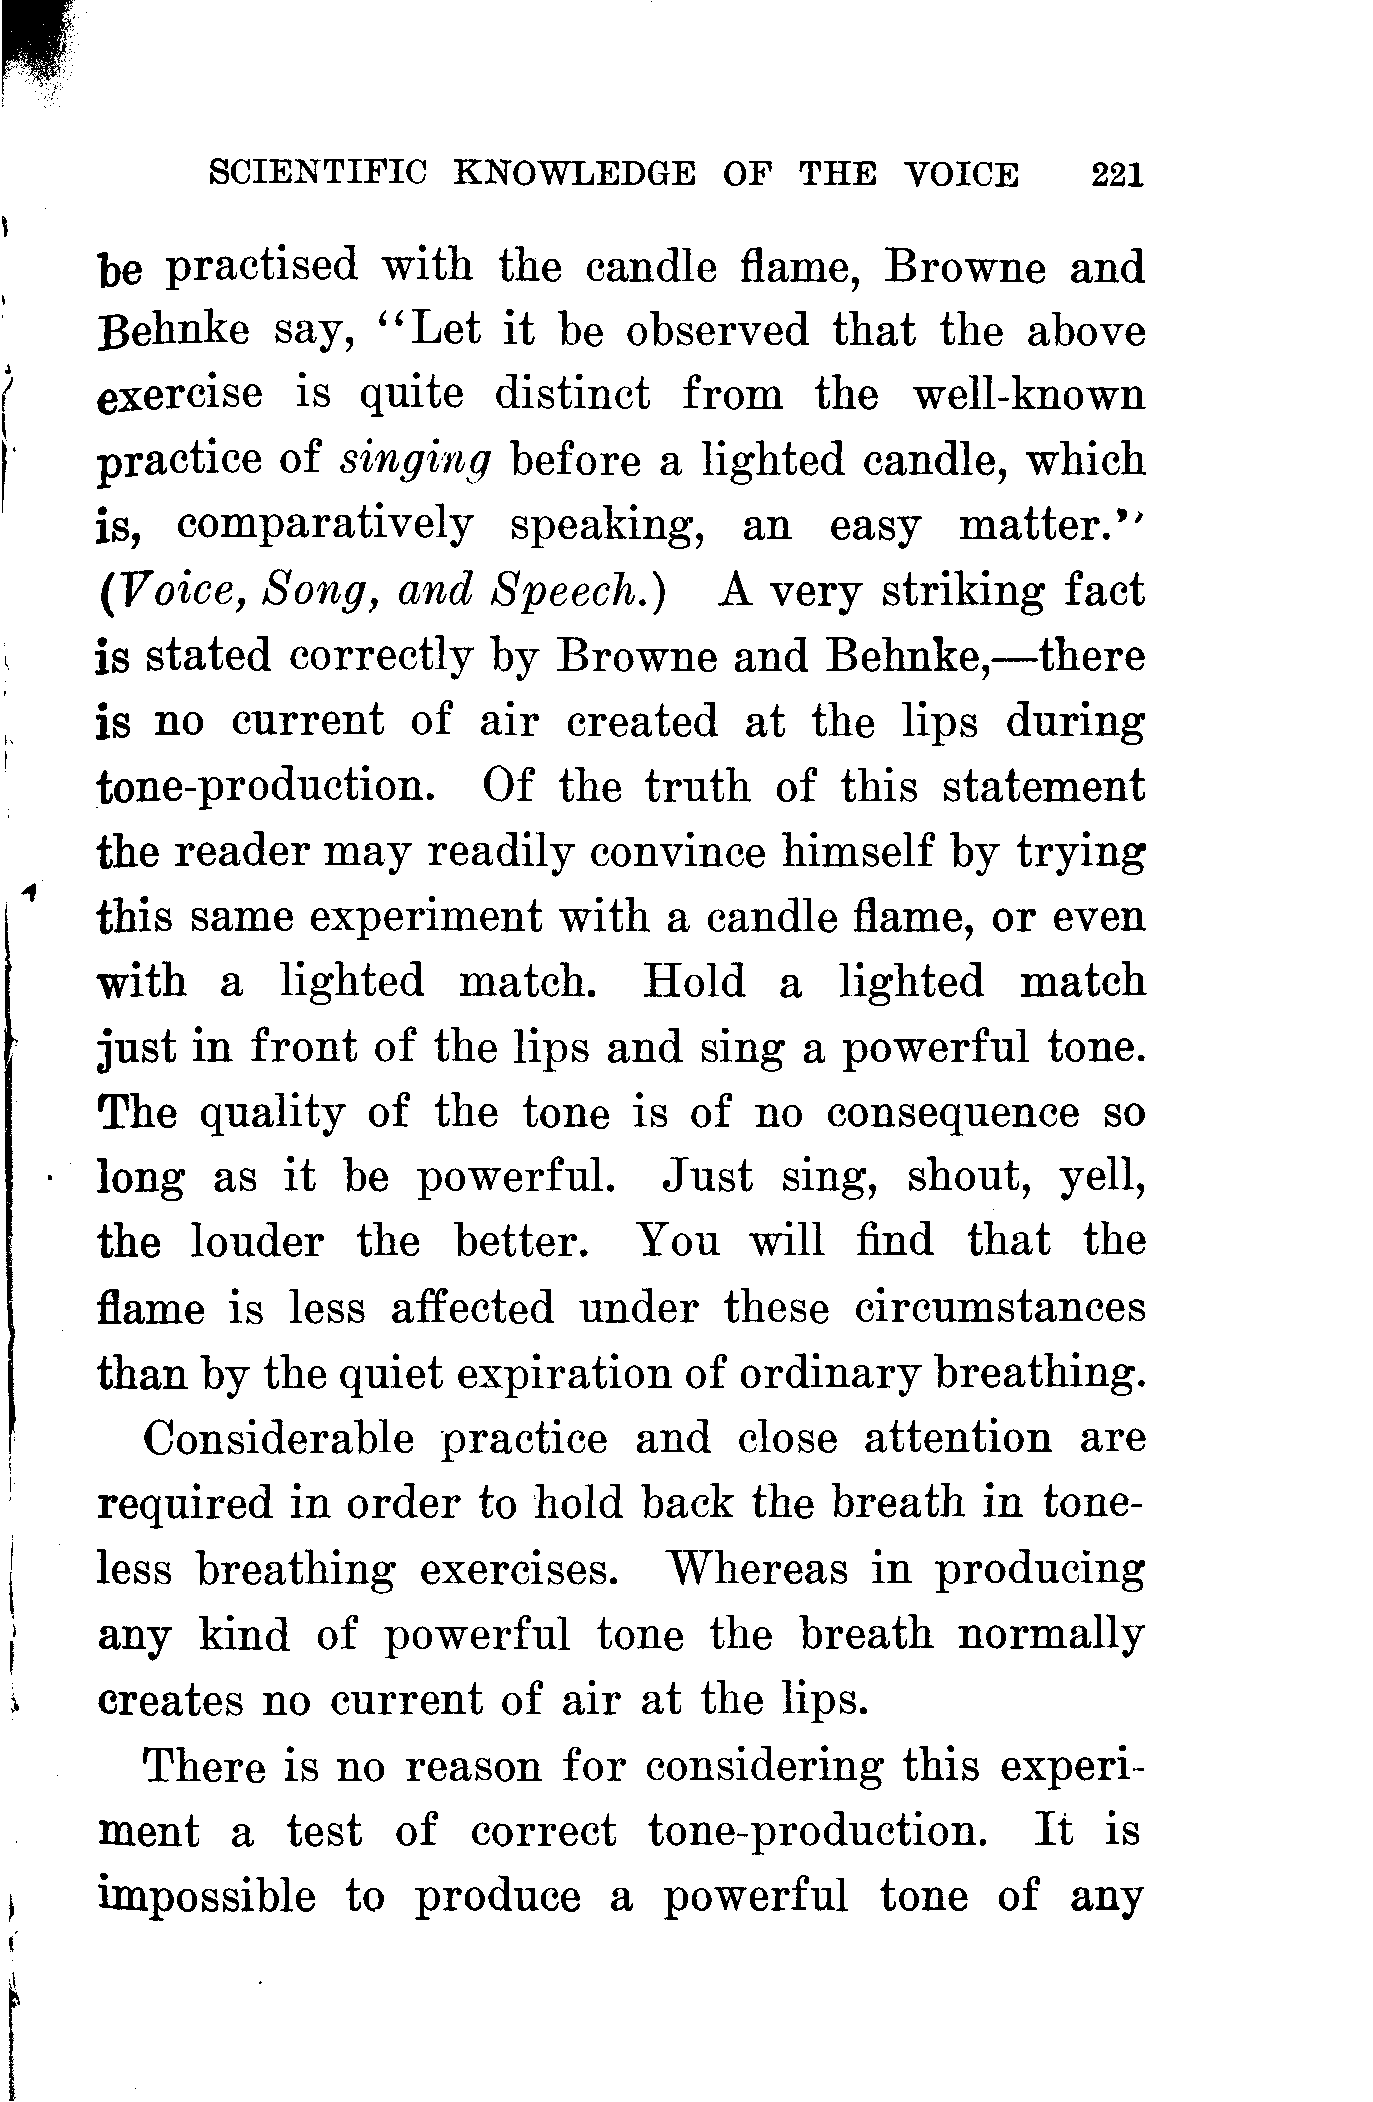 SCIENTIFIC KNOWLEDGE OF THE VOICE 221
be practised with the candle flame, Browne and
Behnke say, "Let it be observed that the above
exercise is quite distinct from the well-known
practice of singing before a lighted candle, which
is, comparatively speaking, an easy matter."
(Voice, Song, and Speech.) A very striking fact
is stated correctly by Browne and Behnke,—there
is no current of air created at the lips during
tone-production. Of the truth of this statement
the reader may readily convince himself by trying
this same experiment with a candle flame, or even
with a lighted match. Hold a lighted match
just in front of the lips and sing a powerful tone.
The quality of the tone is of no consequence so
long as it be powerful. Just sing, shout, yell,
the louder the better. You will find that the
flame is less affected under these circumstances
than by the quiet expiration of ordinary breathing.
Considerable practice and close attention are
required in order to hold back the breath in tone-
less breathing exercises. Whereas in producing
any kind of powerful tone the breath normally
creates no current of air at the lips.
There is no reason for considering this experi-
ment a test of correct tone-production. It is
impossible to produce a powerful tone of any